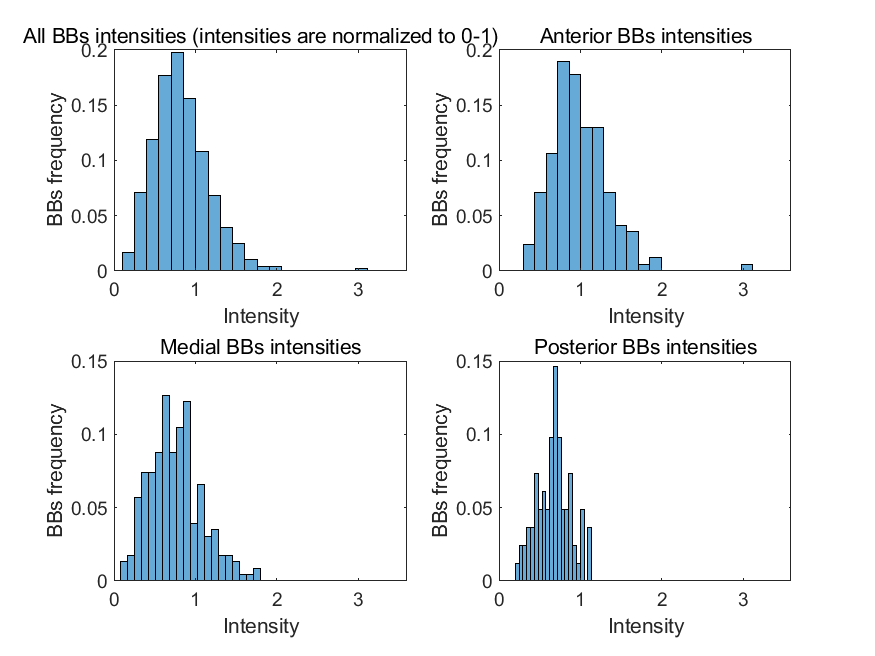 All BBs intensities (intensities are normalized to 0-1)
0.2
0.15
0.1
0.05
0
BBs frequency
0 1 2 3
Intensity
Anterior BBs intensities
0.2
0.15
0.1
0.05
0
BBs frequency
0 1 2 3
Intensity
Medial BBs intensities
0.15
0.1
0.05
0
BBs frequency
0 1 2 3
Intensity
Posterior BBs intensities
0.15
0.1
0.05
0
BBs frequency
0 1 2 3
Intensity